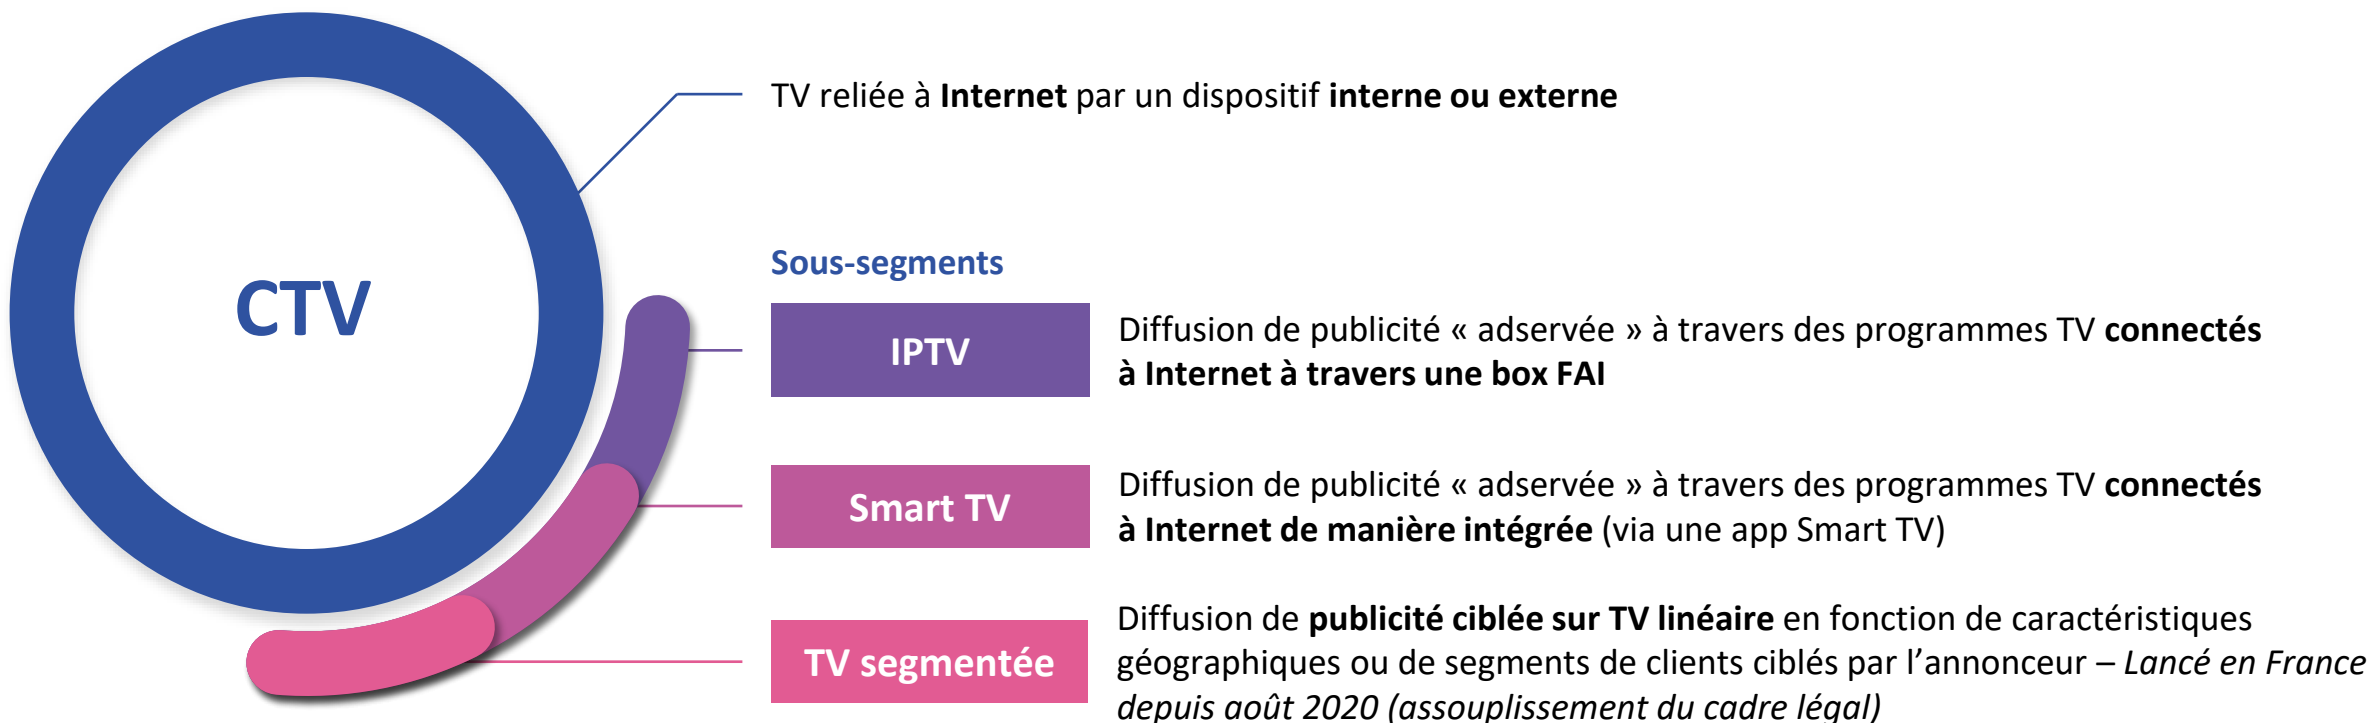 CTV
TV reliée à Internet par un dispositif interne ou externe
Sous-segments
IPTV
Diffusion de publicité « adservée » à travers des programmes TV connectés
à Internet à travers une box FAI
Smart TV
Diffusion de publicité « adservée » à travers des programmes TV connectés
à Internet de manière intégrée (via une app Smart TV)
TV segmentée
Diffusion de publicité ciblée sur TV linéaire en fonction de caractéristiques
géographiques ou de segments de clients ciblés par l’annonceur – Lancé en France
depuis août 2020 (assouplissement du cadre légal)